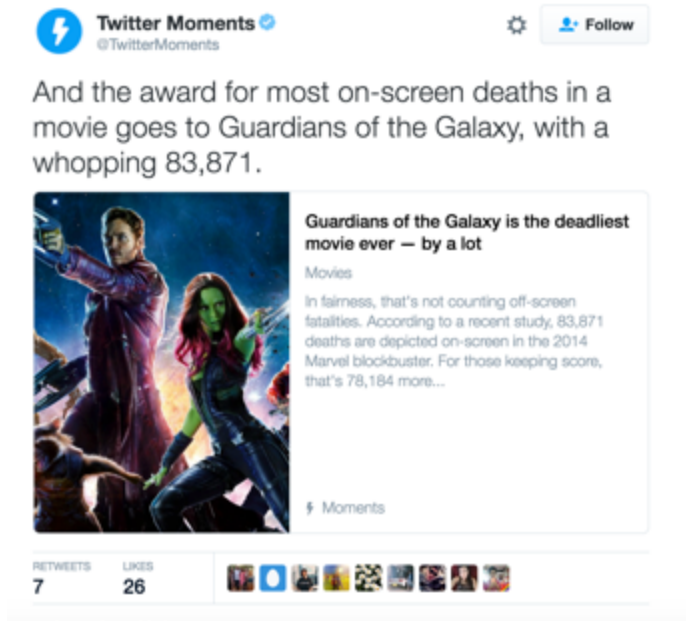 Twitter Moments
@TwitterMoments
Follow
And the award for most on-screen deaths in a
movie goes to Guardians of the Galaxy, with a
whopping 83,871.
Guardians of the Galaxy is the deadliest
movie ever — by a lot
Movies
In fairness, that's not counting off-screen
fatalities. According to a recent study, 83,871
deaths are depicted on-screen in the 2014
Marvel blockbuster. For those keeping score,
that's 78,184 more...
Moments
RETWEETS LIKES
7 26